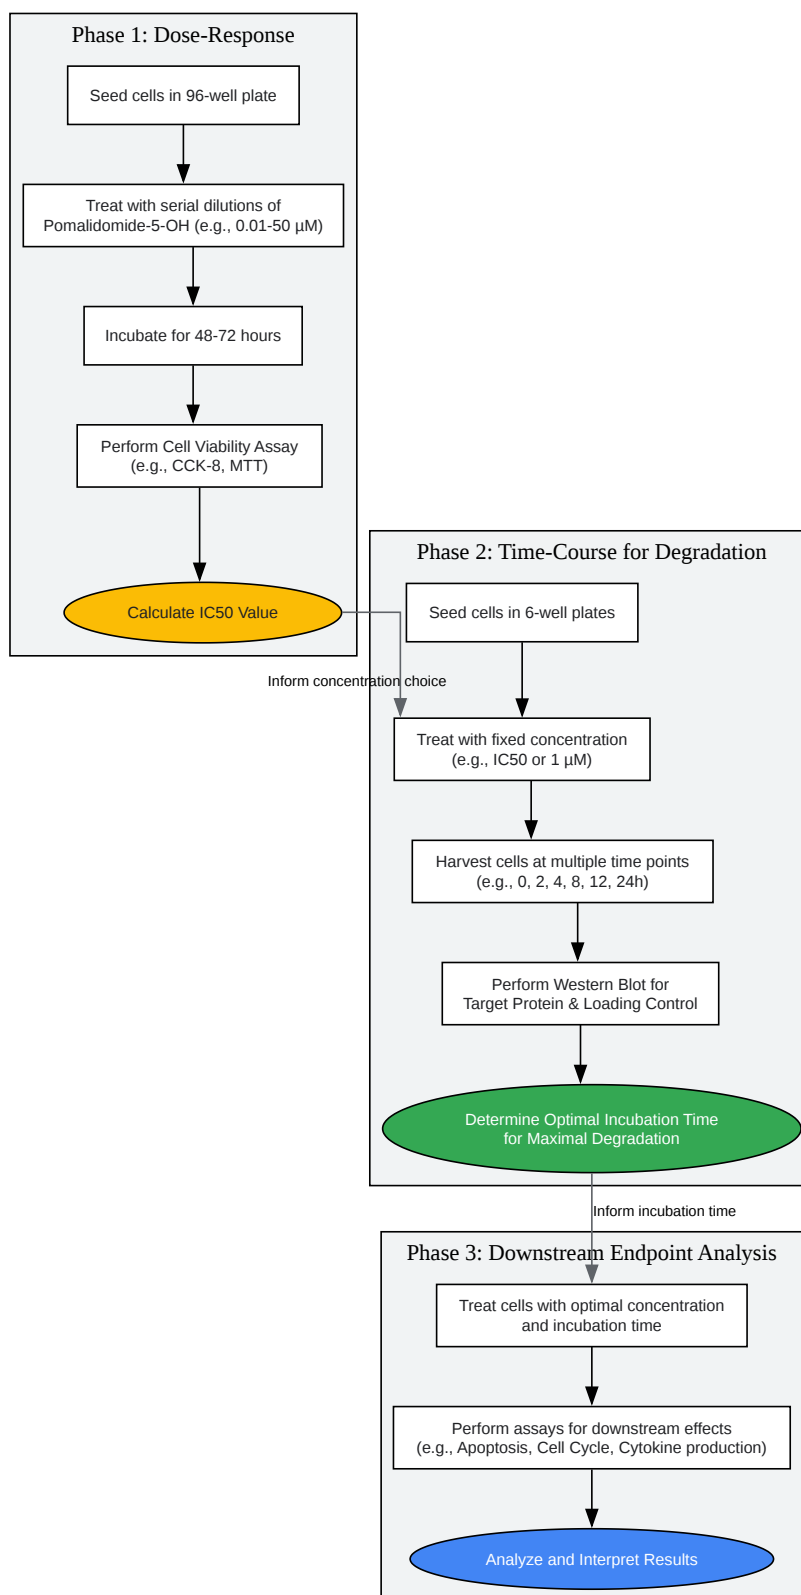 Phase 1: Dose-Response
Seed cells in 96-well plate
Treat with serial dilutions of
Pomalidomide-5-OH (e.g., 0.01-50 µM)
Incubate for 48-72 hours
Perform Cell Viability Assay
(e.g., CCK-8, MTT)
Calculate IC50 Value
Inform concentration choice
Phase 2: Time-Course for Degradation
Seed cells in 6-well plates
Treat with fixed concentration
(e.g., IC50 or 1 µM)
Harvest cells at multiple time points
(e.g., 0, 2, 4, 8, 12, 24h)
Perform Western Blot for
Target Protein & Loading Control
Determine Optimal Incubation Time
for Maximal Degradation
Inform incubation time
Phase 3: Downstream Endpoint Analysis
Treat cells with optimal concentration
and incubation time
Perform assays for downstream effects
(e.g., Apoptosis, Cell Cycle, Cytokine production)
Analyze and Interpret Results